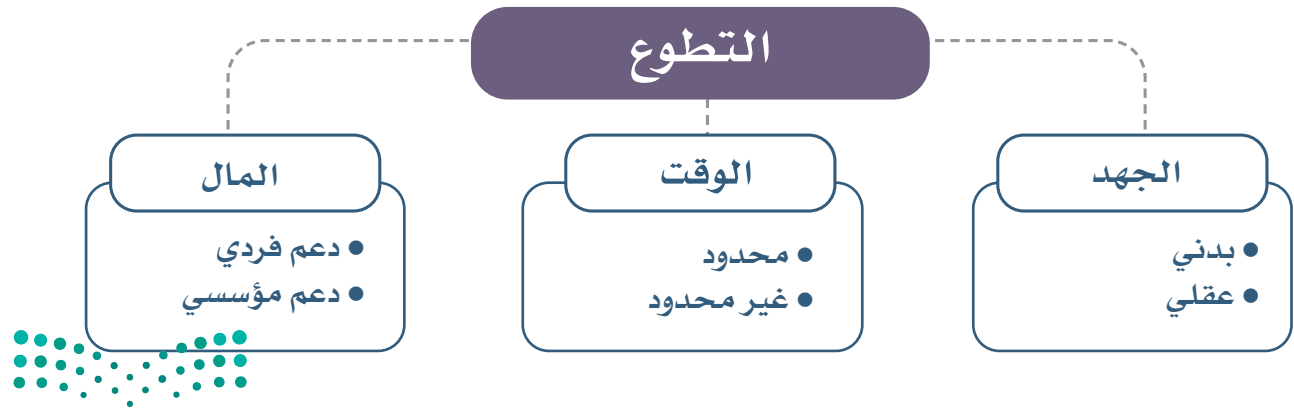 التطوع
الجهد
• بدني
• عقلي
الوقت
• محدود
• غير محدود
المال
• دعم فردي
• دعم مؤسسي